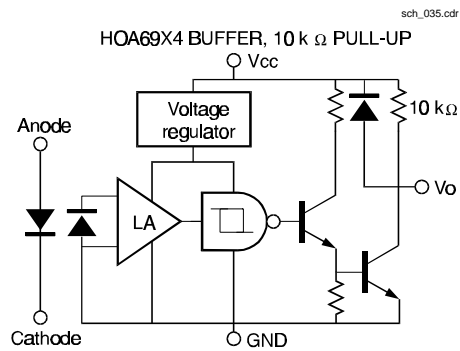 sch_035.cdr
HOA69X4 BUFFER, 10 k Ω PULL-UP
Vcc
Voltage
regulator
10 kΩ
Anode
Vo
LA
Cathode
GND